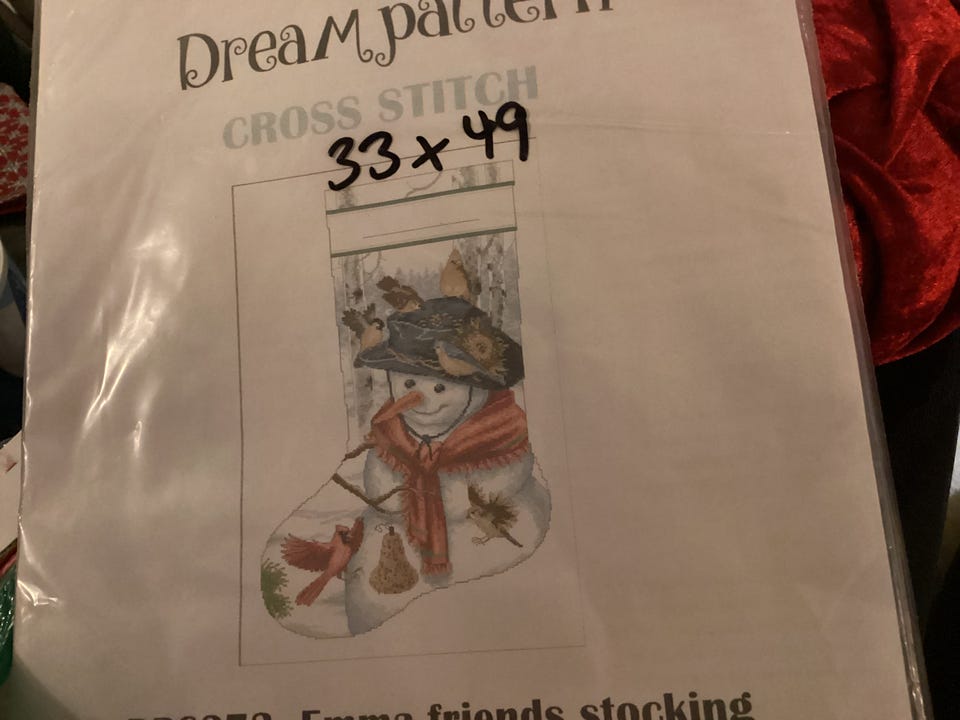 Dream pattern
CROSS STITCH
33 x 49
Emma friends stocking